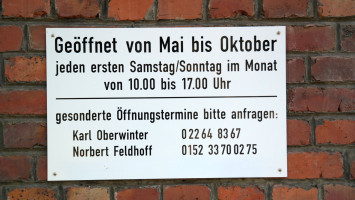 Geöffnet von Mai bis Oktober
jeden ersten Samstag/Sonntag im Monat
von 10.00 bis 17.00 Uhr
gesonderte Öffnungstermine bitte anfragen:
Karl Oberwinter 02264 8367
Norbert Feldhoff 0152 33700275